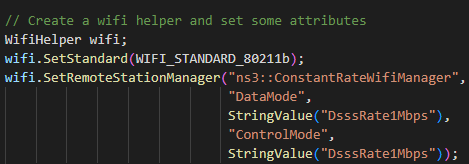 // Create a wifi helper and set some attributes
WifiHelper wifi;
wifi.SetStandard(WIFI_STANDARD_80211b);
wifi.SetRemoteStationManager("ns3::ConstantRateWifiManager",
"DataMode",
StringValue("DsssRate1Mbps"),
"ControlMode",
StringValue("DsssRate1Mbps"));